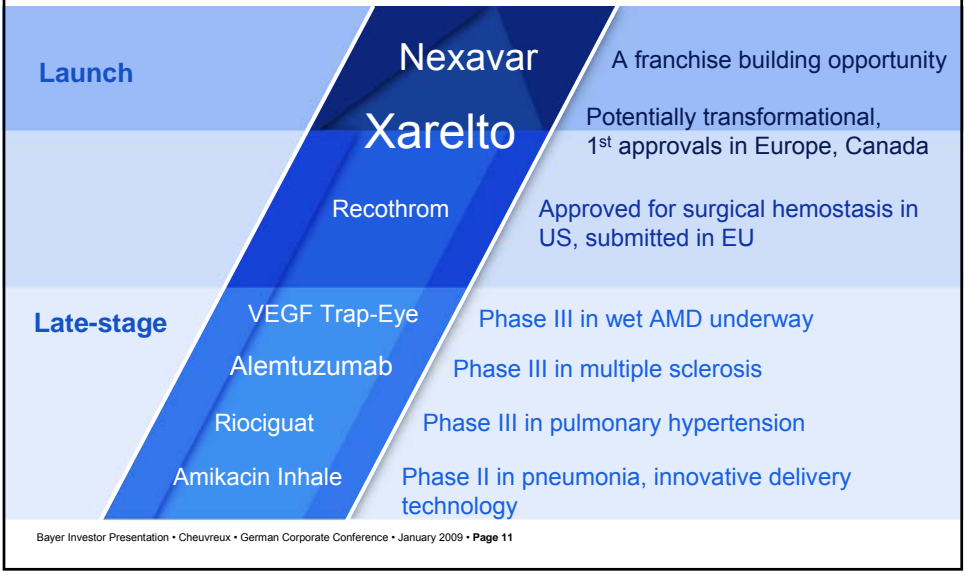 Launch
Nexavar
A franchise building opportunity
Xarelto
Potentially transformational,
1st approvals in Europe, Canada
Recothrom
Approved for surgical hemostasis in
US, submitted in EU
Late-stage
VEGF Trap-Eye
Phase III in wet AMD underway
Alemtuzumab
Phase III in multiple sclerosis
Riociguat
Phase III in pulmonary hypertension
Amikacin Inhale
Phase II in pneumonia, innovative delivery
technology
Bayer Investor Presentation • Cheuvreux • German Corporate Conference • January 2009 • Page 11